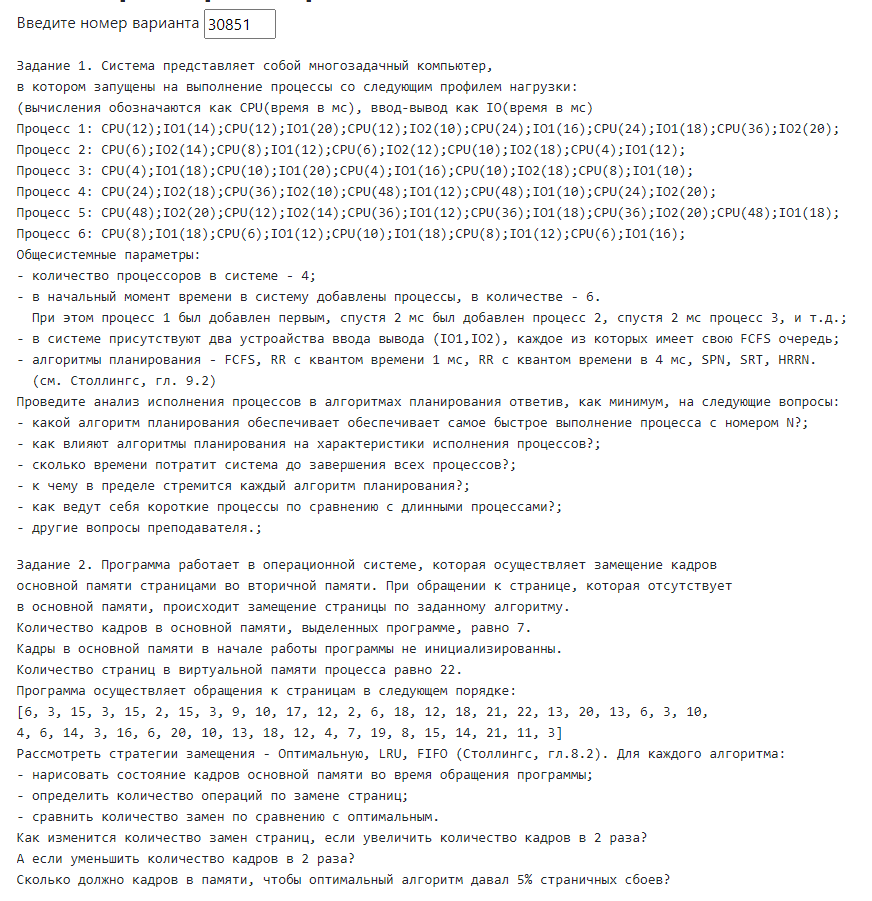 Введите номер варианта 30851
Задание 1. Система представляет собой многозадачный компьютер,
в котором запущены на выполнение процессы со следующим профилем нагрузки:
(вычисления обозначаются как CPU(время в мс), ввод-вывод как IO(время в мс)
Процесс 1: CPU(12);IO1(14);CPU(12);IO1(20);CPU(12);IO2(10);CPU(24);IO1(16);CPU(24);IO1(18);CPU(36);IO2(20);
Процесс 2: CPU(6);IO2(14);CPU(8);IO1(12);CPU(6);IO2(12);CPU(10);IO2(18);CPU(4);IO1(12);
Процесс 3: CPU(4);IO1(18);CPU(10);IO1(20);CPU(4);IO1(16);CPU(10);IO2(18);CPU(8);IO1(10);
Процесс 4: CPU(24);IO2(18);CPU(36);IO2(10);CPU(48);IO1(12);CPU(48);IO1(10);CPU(24);IO2(20);
Процесс 5: CPU(48);IO2(20);CPU(12);IO2(14);CPU(36);IO1(12);CPU(36);IO1(18);CPU(36);IO2(20);CPU(48);IO1(18);
Процесс 6: CPU(8);IO1(18);CPU(6);IO1(12);CPU(10);IO1(18);CPU(8);IO1(12);CPU(6);IO1(16);
Общесистемные параметры:
- количество процессоров в системе - 4;
- в начальный момент времени в систему добавлены процессы, в количестве - 6.
При этом процесс 1 был добавлен первым, спустя 2 мс был добавлен процесс 2, спустя 2 мс процесс 3, и т.д.;
- в системе присутствуют два устройства ввода вывода (IO1,IO2), каждое из которых имеет свою FCFS очередь;
- алгоритмы планирования - FCFS, RR с квантом времени 1 мс, RR с квантом времени в 4 мс, SPN, SRT, HRRN.
(см. Столлингс, гл. 9.2)
Проведите анализ исполнения процессов в алгоритмах планирования ответив, как минимум, на следующие вопросы:
- какой алгоритм планирования обеспечивает обеспечивает самое быстрое выполнение процесса с номером N?;
- как влияют алгоритмы планирования на характеристики исполнения процессов?;
- сколько времени потратит система до завершения всех процессов?;
- к чему в пределе стремится каждый алгоритм планирования?;
- как ведут себя короткие процессы по сравнению с длинными процессами?;
- другие вопросы преподавателя.;
Задание 2. Программа работает в операционной системе, которая осуществляет замещение кадров
основной памяти страницами во вторичной памяти. При обращении к странице, которая отсутствует
в основной памяти, происходит замещение страницы по заданному алгоритму.
Количество кадров в основной памяти, выделенных программе, равно 7.
Кадры в основной памяти в начале работы программы не инициализированны.
Количество страниц в виртуальной памяти процесса равно 22.
Программа осуществляет обращения к страницам в следующем порядке:
[6, 3, 15, 3, 15, 2, 15, 3, 9, 10, 17, 12, 2, 6, 18, 12, 18, 21, 22, 13, 20, 13, 6, 3, 10,
4, 6, 14, 3, 16, 6, 20, 10, 13, 18, 12, 4, 7, 19, 8, 15, 14, 21, 11, 3]
Рассмотреть стратегии замещения - Оптимальную, LRU, FIFO (Столлингс, гл.8.2). Для каждого алгоритма:
- нарисовать состояние кадров основной памяти во время обращения программы;
- определить количество операций по замене страниц;
- сравнить количество замен по сравнению с оптимальным.
Как изменится количество замен страниц, если увеличить количество кадров в 2 раза?
А если уменьшить количество кадров в 2 раза?
Сколько должно кадров в памяти, чтобы оптимальный алгоритм давал 5% страничных сбоев?